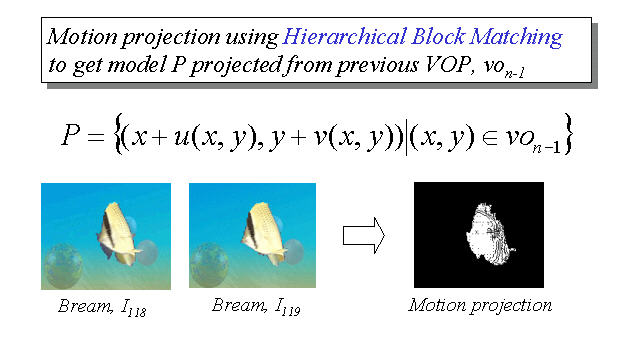 Motion projection using Hierarchical Block Matching
to get model P projected from previous VOP, vo_{n-1}
P = {(x + u(x, y), y + v(x, y))|(x, y) ∈ vo_{n-1}}
Bream, I_{118}
Bream, I_{119}
Motion projection